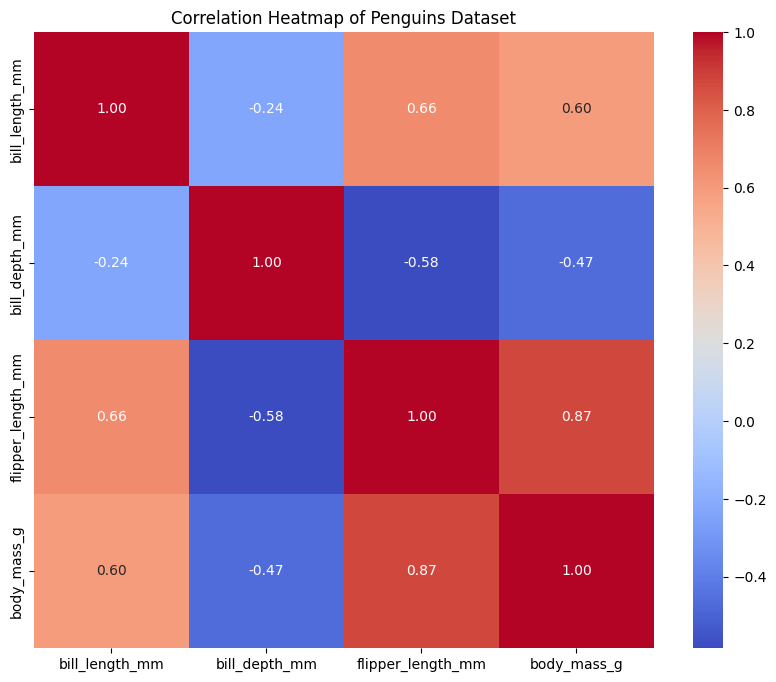 Correlation Heatmap of Penguins Dataset
bill_length_mm
1.00 -0.24 0.66 0.60
bill_depth_mm
-0.24 1.00 -0.58 -0.47
flipper_length_mm
0.66 -0.58 1.00 0.87
body_mass_g
0.60 -0.47 0.87 1.00
bill_length_mm bill_depth_mm flipper_length_mm body_mass_g
1.0
0.8
0.6
0.4
0.2
0.0
−0.2
−0.4